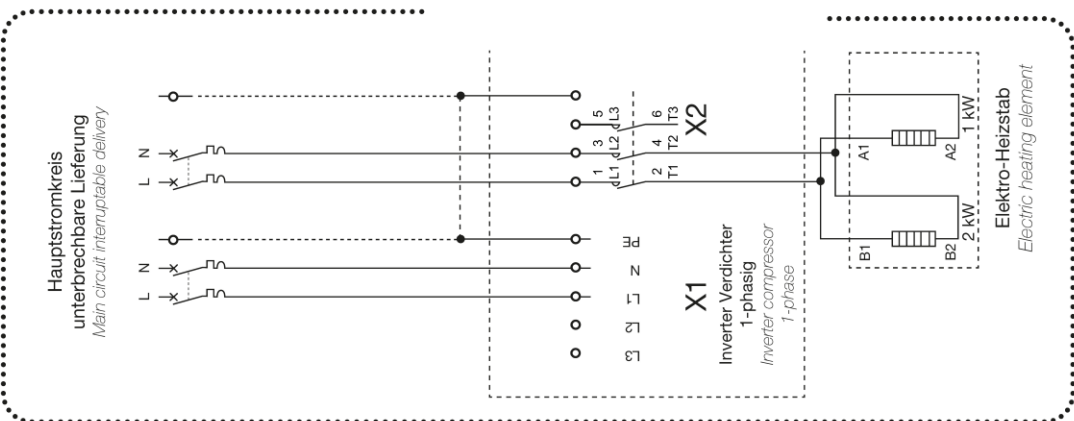 Hauptstromkreis
unterbrechbare Lieferung
Main circuit interruptable delivery
N
L
N
L
5
L3
6
T3
3
L2
4
T2
1
L1
2
T1
X2
PE
N
L1
L2
L3
X1
Inverter Verdichter
1-phasig
Inverter compressor
1-phase
A1
A2
1 kW
B1
B2
2 kW
Elektro-Heizstab
Electric heating element